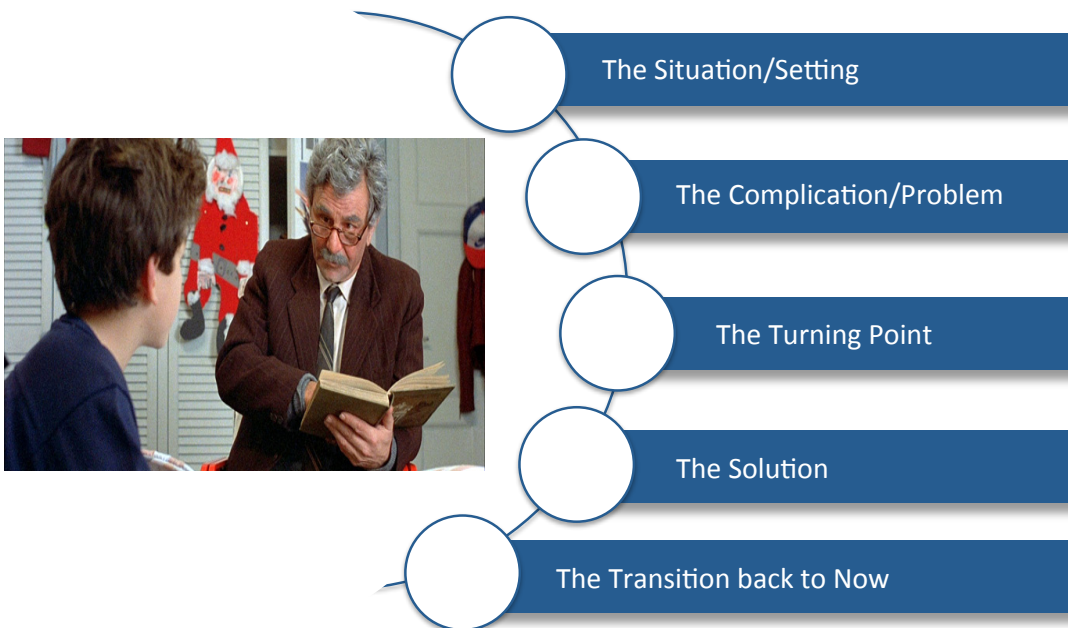 The Situation/Setting
The Complication/Problem
The Turning Point
The Solution
The Transition back to Now